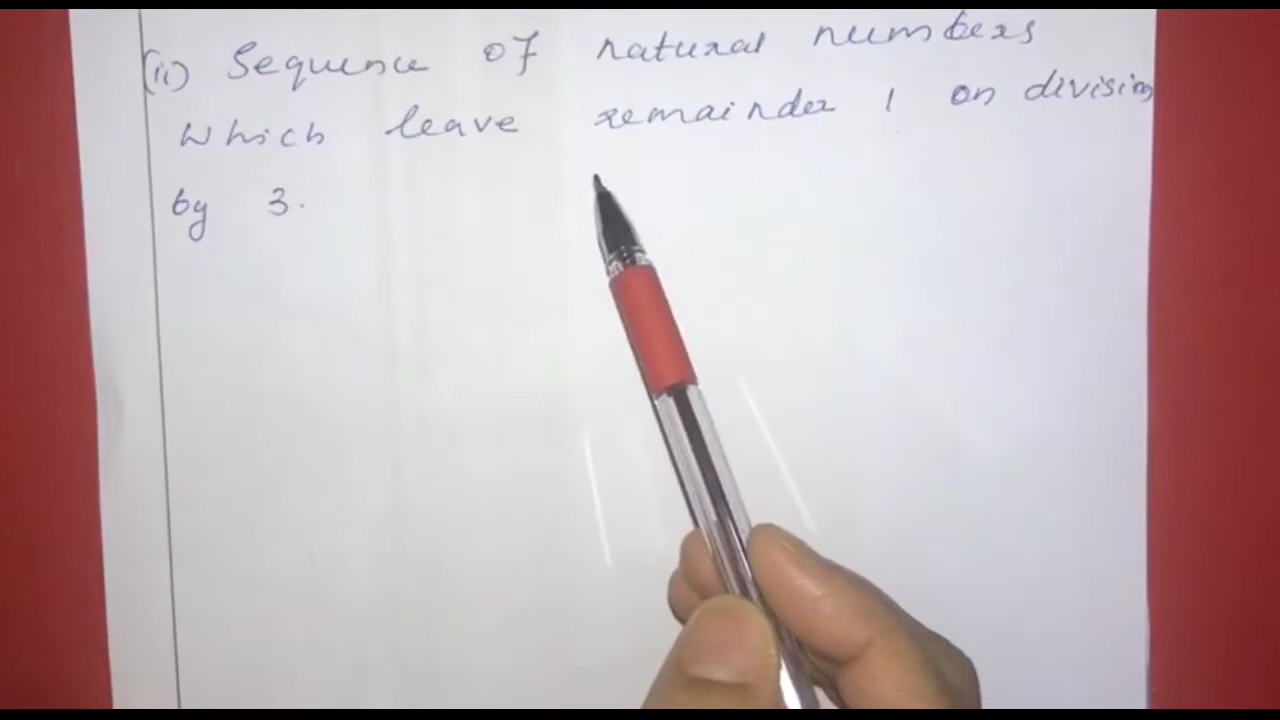 (ii) Sequence of natural numbers
which leave remainder 1 on division
by 3.